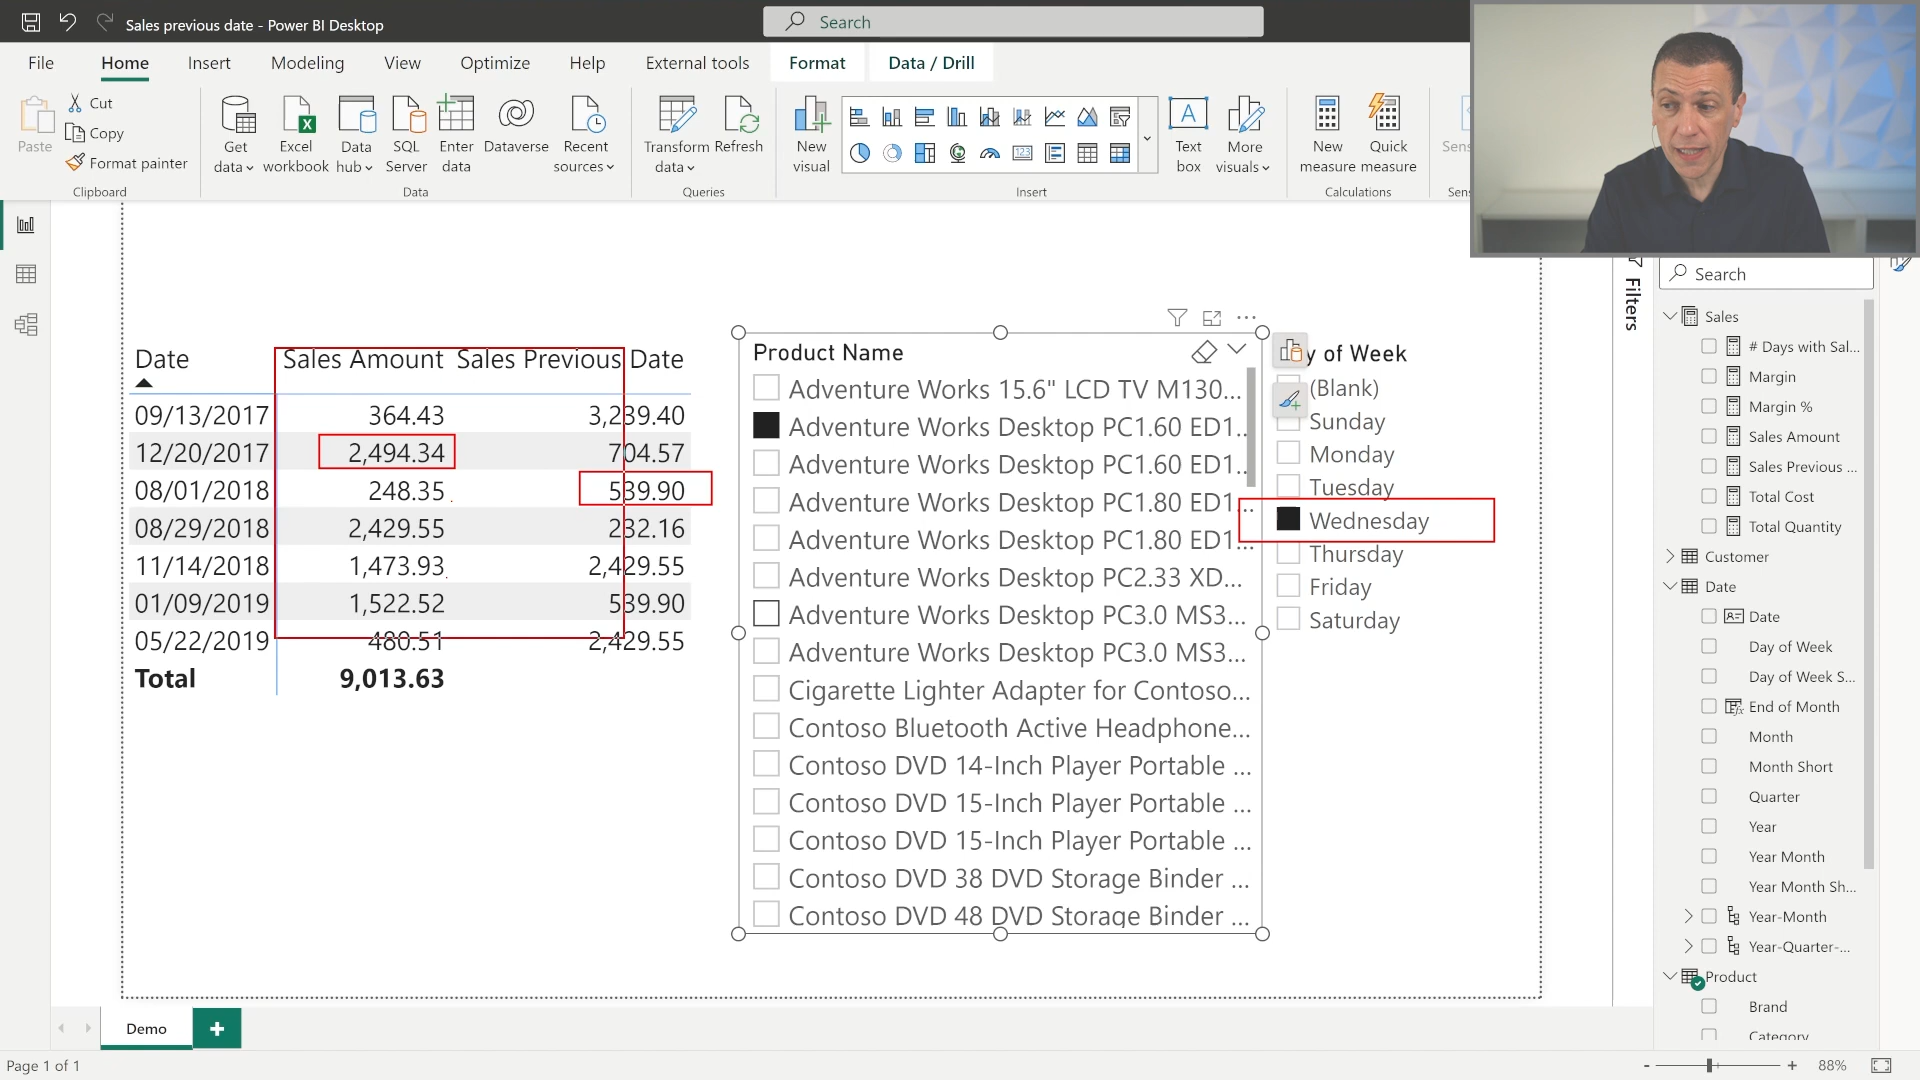 Sales previous date - Power BI Desktop
Search
File Home Insert Modeling View Optimize Help External tools Format Data / Drill
Paste
Cut
Copy
Format painter
Clipboard
Get data
Excel workbook
Data hub
SQL Server
Enter data
Dataverse
Recent sources
Data
Transform data
Refresh
Queries
New visual
Text box
More visuals
Insert
New measure
Quick measure
Calculations
Sens
Sens
Date Sales Amount Sales Previous Date
09/13/2017 364.43 3,239.40
12/20/2017 2,494.34 704.57
08/01/2018 248.35 539.90
08/29/2018 2,429.55 232.16
11/14/2018 1,473.93 2,429.55
01/09/2019 1,522.52 539.90
05/22/2019 480.51 2,429.55
Total 9,013.63
Product Name
Adventure Works 15.6" LCD TV M130...
Adventure Works Desktop PC1.60 ED1...
Adventure Works Desktop PC1.60 ED1...
Adventure Works Desktop PC1.80 ED1...
Adventure Works Desktop PC1.80 ED1...
Adventure Works Desktop PC2.33 XD...
Adventure Works Desktop PC3.0 MS3...
Adventure Works Desktop PC3.0 MS3...
Cigarette Lighter Adapter for Contoso...
Contoso Bluetooth Active Headphone...
Contoso DVD 14-Inch Player Portable ...
Contoso DVD 15-Inch Player Portable ...
Contoso DVD 15-Inch Player Portable ...
Contoso DVD 38 DVD Storage Binder ...
Contoso DVD 48 DVD Storage Binder ...
y of Week
(Blank)
Sunday
Monday
Tuesday
Wednesday
Thursday
Friday
Saturday
Filters
Search
Sales
# Days with Sal...
Margin
Margin %
Sales Amount
Sales Previous ...
Total Cost
Total Quantity
Customer
Date
Date
Day of Week
Day of Week S...
End of Month
Month
Month Short
Quarter
Year
Year Month
Year Month Sh...
Year-Month
Year-Quarter-...
Product
Brand
Category
Demo
Page 1 of 1
88%